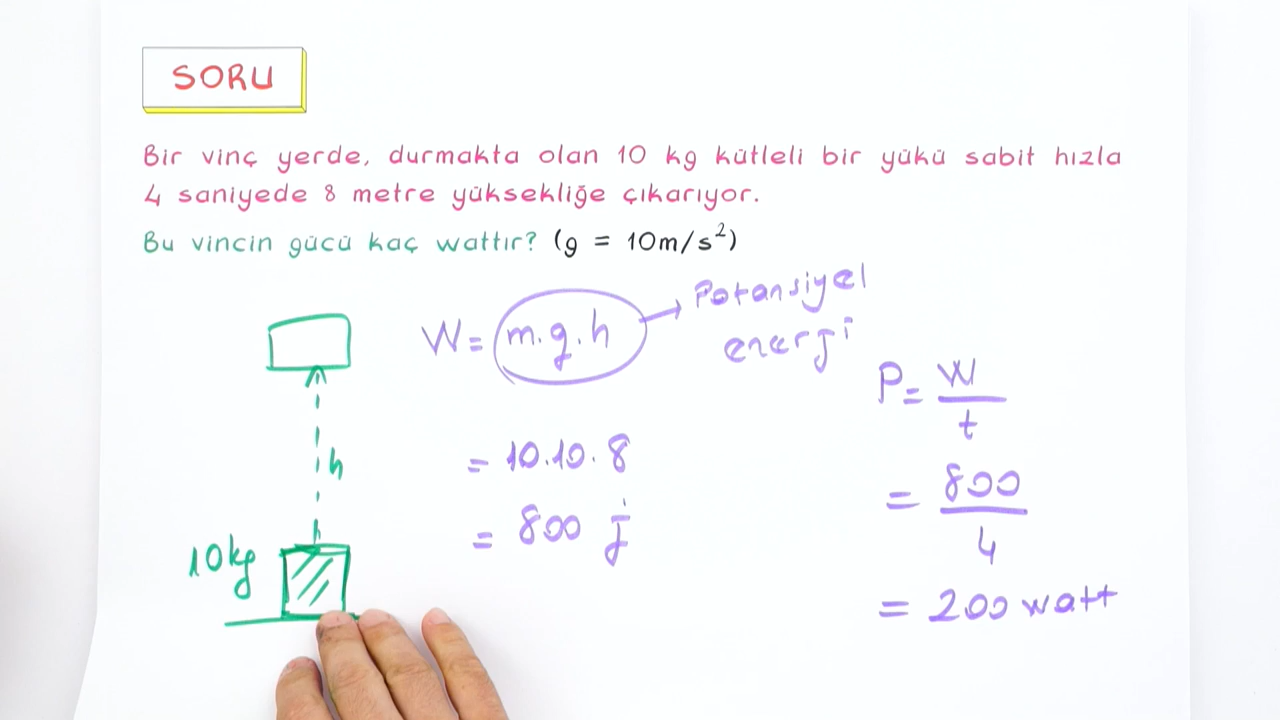 SORU
Bir vinç yerde, durmakta olan 10 kg kütleli bir yükü sabit hızla
4 saniyede 8 metre yüksekliğe çıkarıyor.
Bu vincin gücü kaç wattır? (g = 10m/s²)
W = m.g.h → Potansiyel
enerji
= 10.10.8
= 800 j
h
10kg
P = W
t
= 800
4
= 200 watt